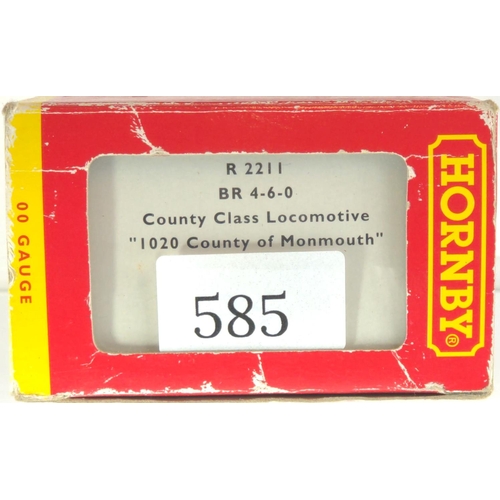 00 GAUGE
R 2211
BR 4-6-0
County Class Locomotive
"1020 County of Monmouth"
585
HORNBY®